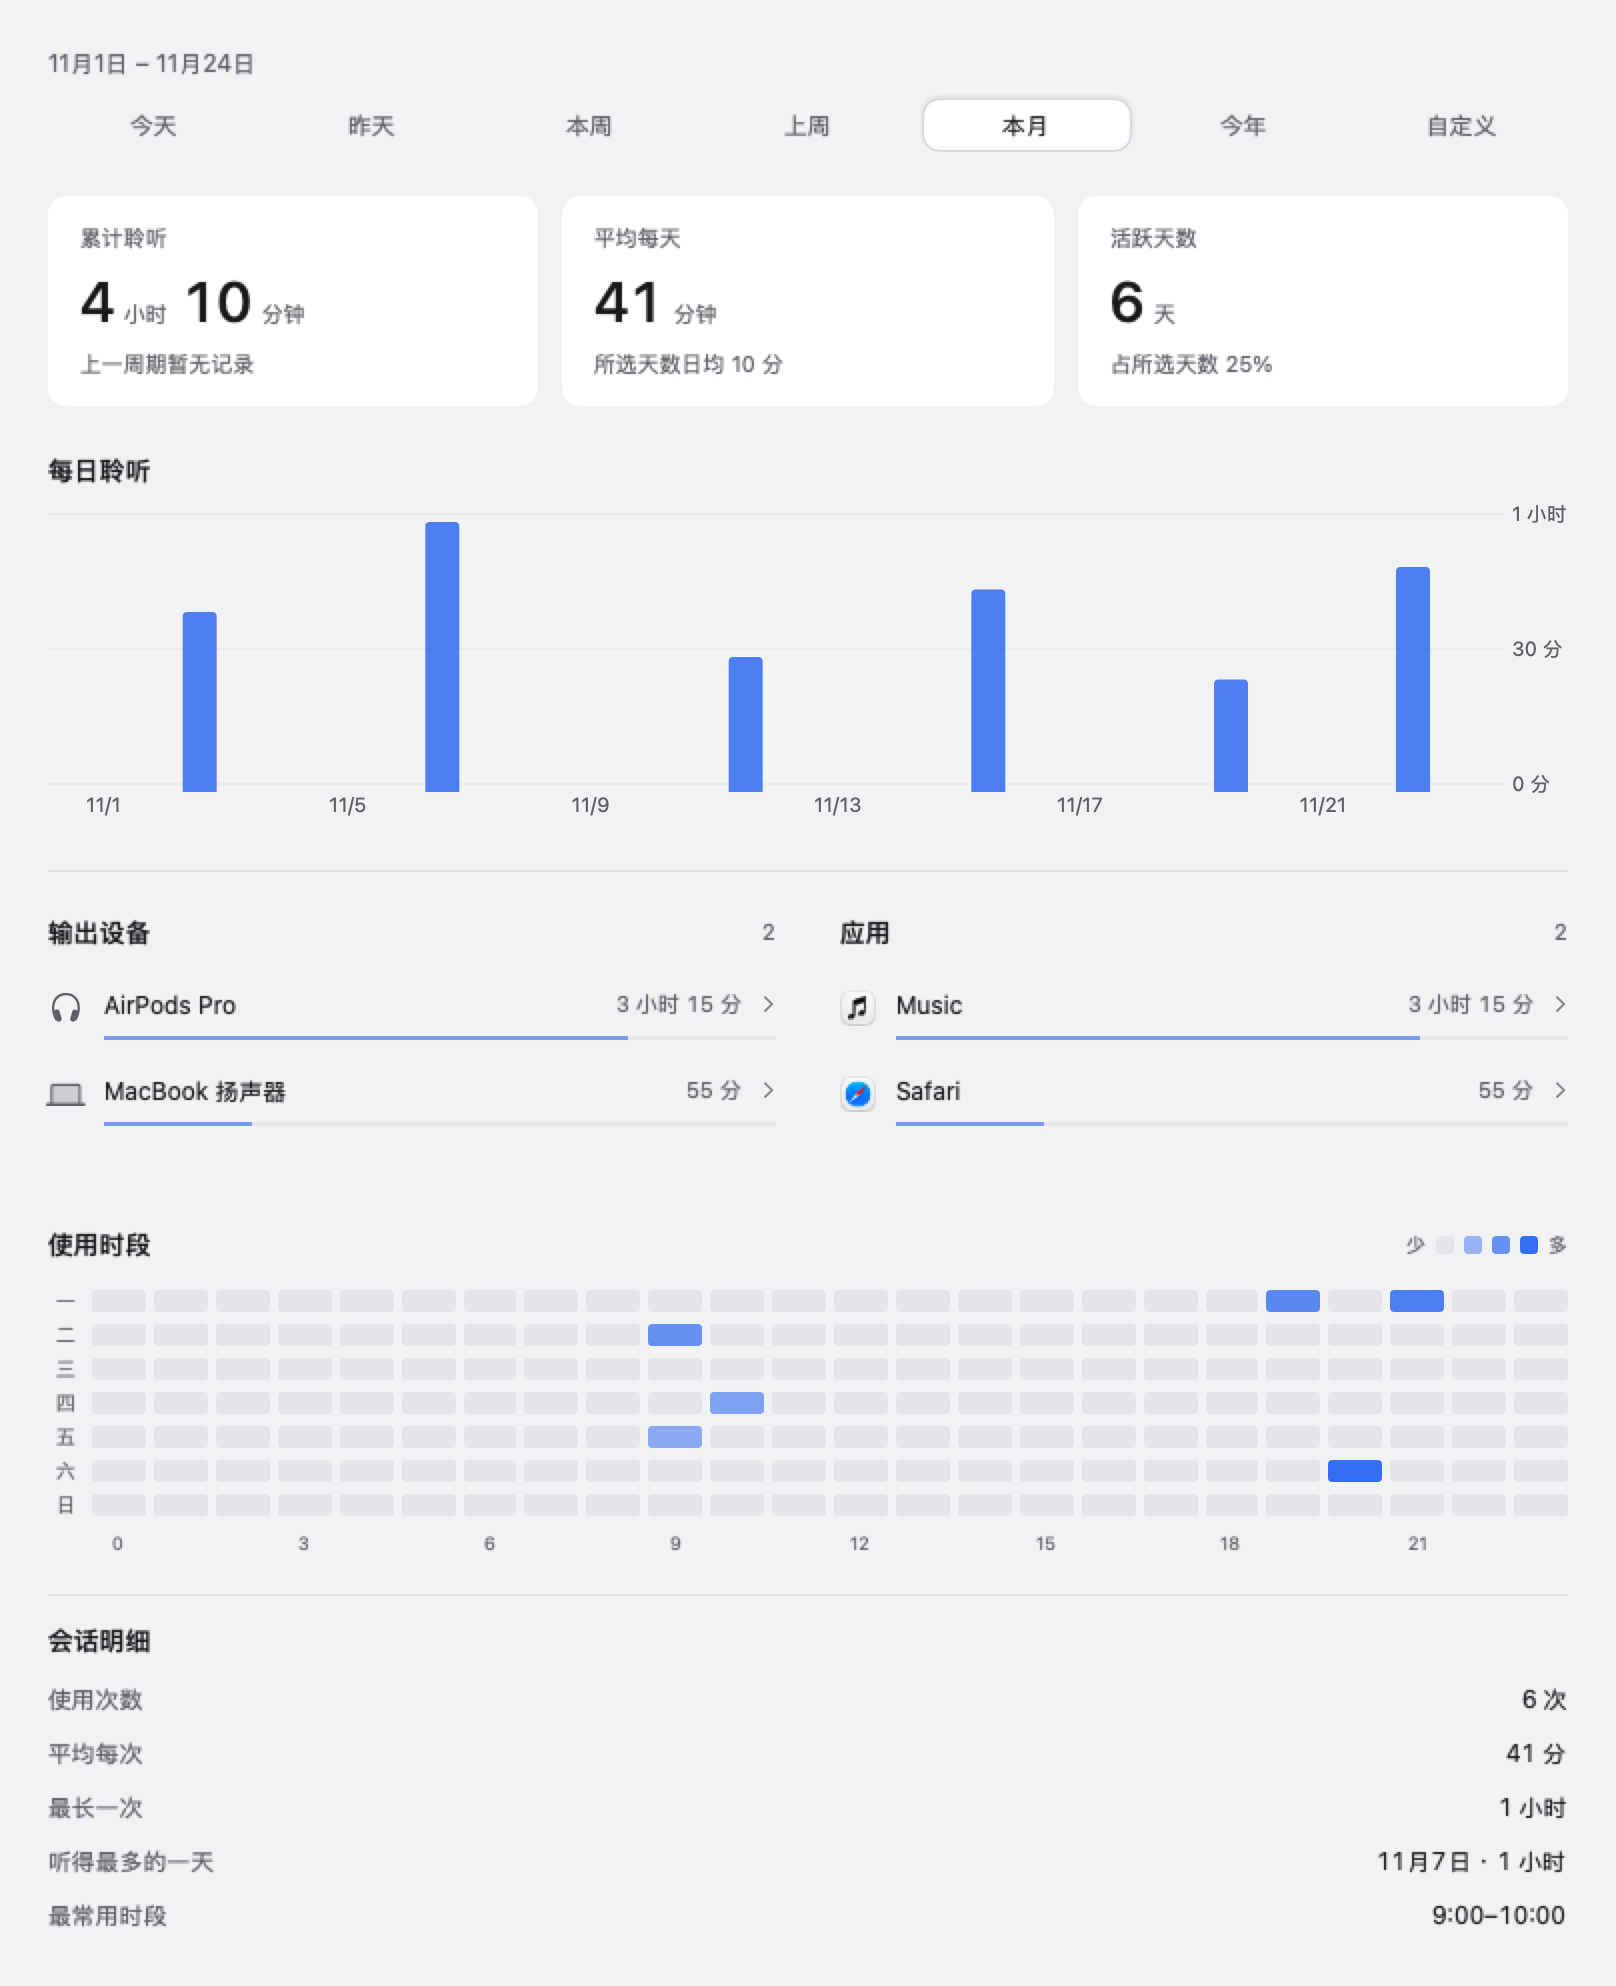 11月1日 – 11月24日
今天 昨天 本周 上周 本月 今年 自定义
累计聆听 平均每天 活跃天数
4 小时 10 分钟 41 分钟 6 天
上一周期暂无记录 所选天数日均 10 分 占所选天数 25%
每日聆听
1 小时
30 分
0 分
11/1 11/5 11/9 11/13 11/17 11/21
输出设备 2
AirPods Pro 3 小时 15 分
MacBook 扬声器 55 分
应用 2
Music 3 小时 15 分
Safari 55 分
使用时段 少 多
一
二
三
四
五
六
日
0 3 6 9 12 15 18 21
会话明细
使用次数 6 次
平均每次 41 分
最长一次 1 小时
听得最多的一天 11月7日 · 1 小时
最常用时段 9:00–10:00